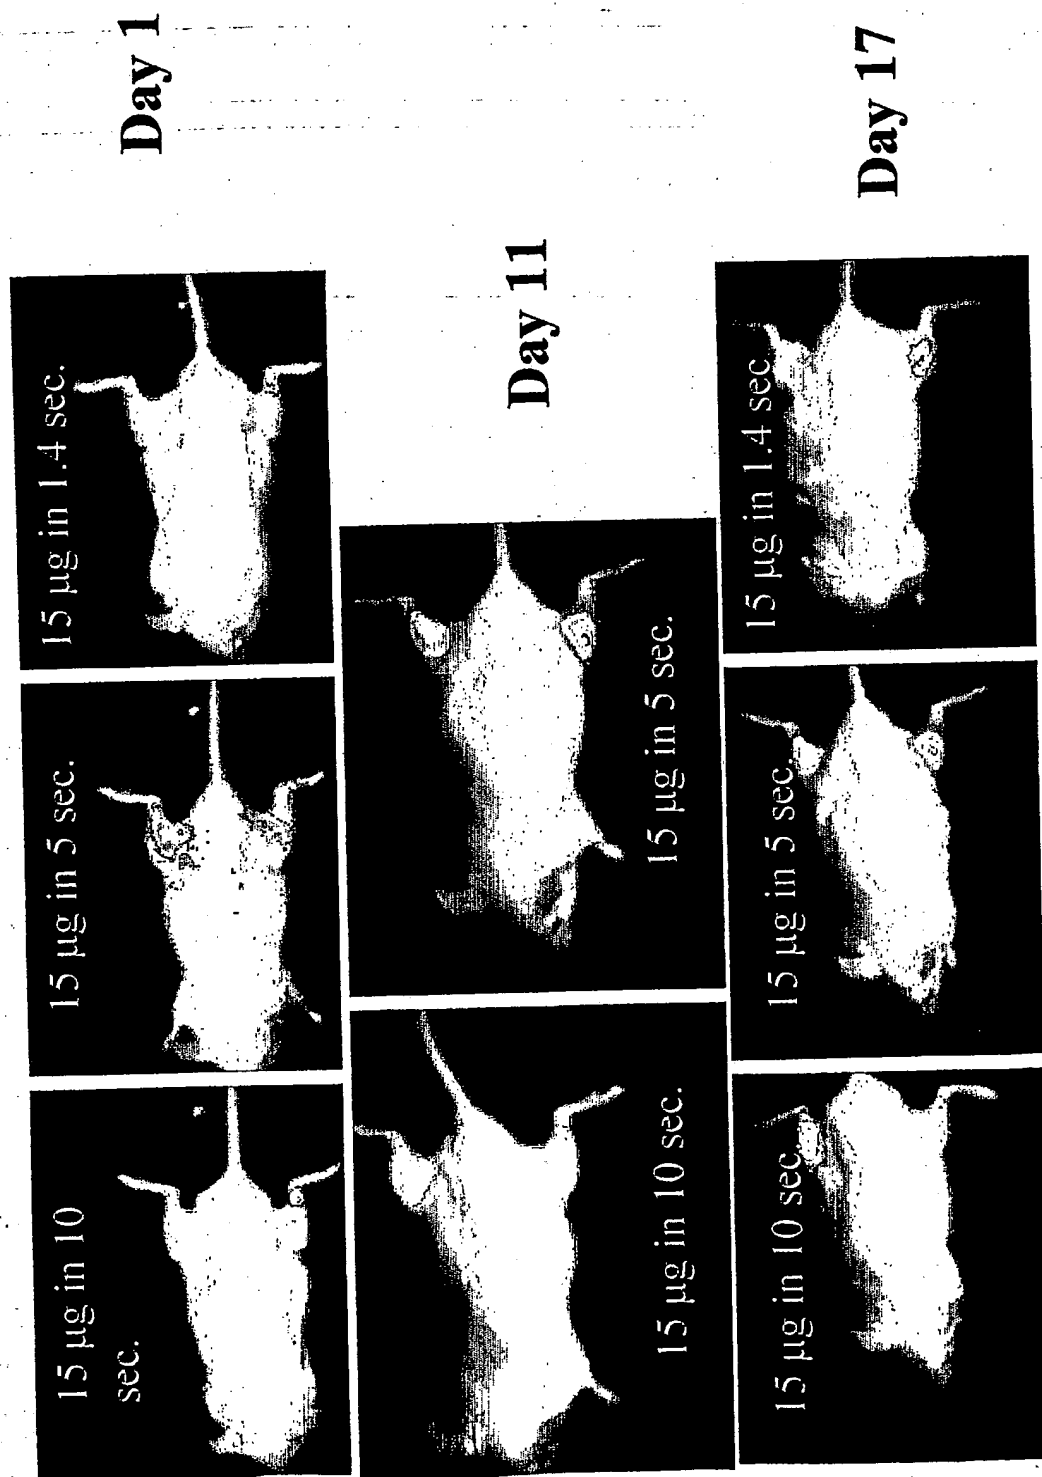 15 µg in 10
sec.
15 µg in 5 sec.
15 µg in 1.4 sec.
Day 1
15 µg in 10 sec.
15 µg in 5 sec.
Day 11
15 µg in 10 sec.
15 µg in 5 sec.
15 µg in 1.4 sec.
Day 17